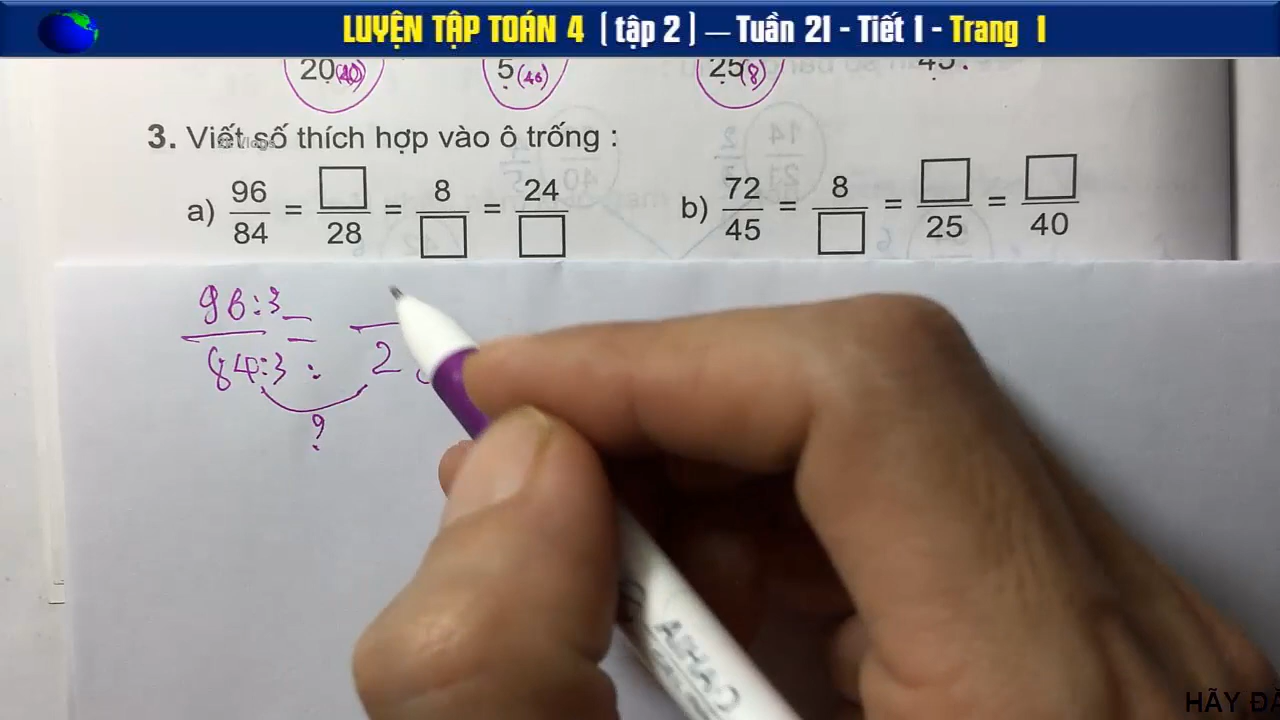 LUYỆN TẬP TOÁN 4 ( tập 2 ) – Tuần 21 - Tiết 1 - Trang 1
20(40) 5(46) 25(8) 45
3. Viết số thích hợp vào ô trống :
a) 96/84 = □/28 = 8/□ = 24/□ b) 72/45 = 8/□ = □/25 = □/40
96:3 =
84:3 : 2
?
HÃY